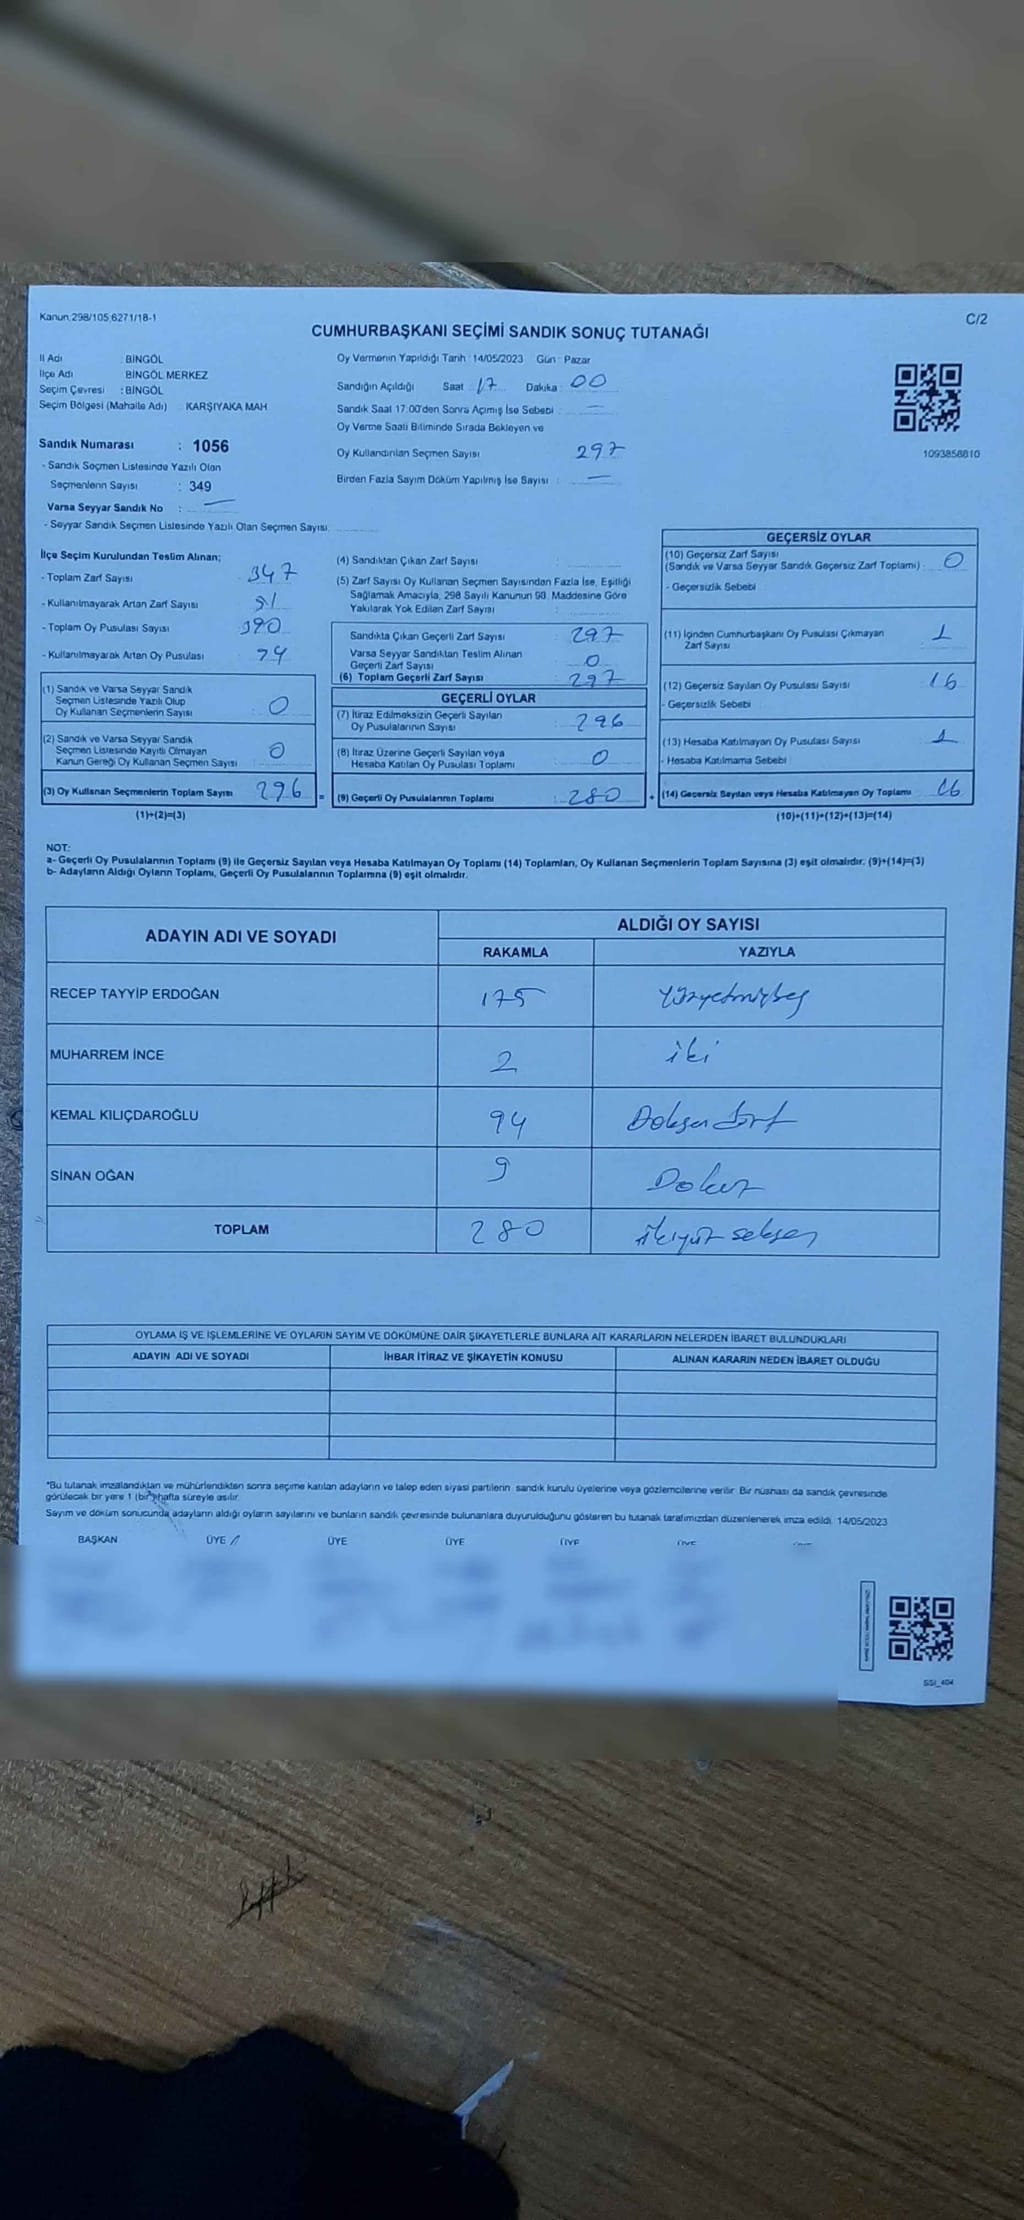 Kanun:298/105;6271/18-1
C/2
CUMHURBAŞKANI SEÇİMİ SANDIK SONUÇ TUTANAĞI
İl Adı : BİNGÖL
İlçe Adı : BİNGÖL MERKEZ
Seçim Çevresi : BİNGÖL
Seçim Bölgesi (Mahalle Adı) KARŞIYAKA MAH
Sandık Numarası : 1056
- Sandık Seçmen Listesinde Yazılı Olan
Seçmenlerin Sayısı : 349
Varsa Seyyar Sandık No : —
- Seyyar Sandık Seçmen Listesinde Yazılı Olan Seçmen Sayısı:
Oy Vermenin Yapıldığı Tarih : 14/05/2023 Gün : Pazar
Sandığın Açıldığı Saat 17 Dakika : 00
Sandık Saat 17:00'den Sonra Açılmış İse Sebebi : —
Oy Verme Saati Bitiminde Sırada Bekleyen ve
Oy Kullandırılan Seçmen Sayısı 297
Birden Fazla Sayım Döküm Yapılmış İse Sayısı : —
1093858810
İlçe Seçim Kurulundan Teslim Alınan;
- Toplam Zarf Sayısı 347
- Kullanılmayarak Artan Zarf Sayısı 51
- Toplam Oy Pusulası Sayısı 390
- Kullanılmayarak Artan Oy Pusulası 94
(1) Sandık ve Varsa Seyyar Sandık
Seçmen Listesinde Yazılı Olup
Oy Kullanan Seçmenlerin Sayısı : 0
(2) Sandık ve Varsa Seyyar Sandık
Seçmen Listesinde Kayıtlı Olmayan
Kanun Gereği Oy Kullanan Seçmen Sayısı : 0
(3) Oy Kullanan Seçmenlerin Toplam Sayısı 296 =
(1)+(2)=(3)
(4) Sandıktan Çıkan Zarf Sayısı :
(5) Zarf Sayısı Oy Kullanan Seçmen Sayısından Fazla İse, Eşitliği
Sağlamak Amacıyla, 298 Sayılı Kanunun 98. Maddesine Göre
Yakılarak Yok Edilen Zarf Sayısı :
Sandıkta Çıkan Geçerli Zarf Sayısı : 297
Varsa Seyyar Sandıktan Teslim Alınan
Geçerli Zarf Sayısı : 0
(6) Toplam Geçerli Zarf Sayısı : 297
GEÇERLİ OYLAR
(7) İtiraz Edilmeksizin Geçerli Sayılan
Oy Pusulalarının Sayısı : 296
(8) İtiraz Üzerine Geçerli Sayılan veya
Hesaba Katılan Oy Pusulası Toplamı : 0
(9) Geçerli Oy Pusulalarının Toplamı : 280 +
GEÇERSİZ OYLAR
(10) Geçersiz Zarf Sayısı
(Sandık ve Varsa Seyyar Sandık Geçersiz Zarf Toplamı) : 0
- Geçersizlik Sebebi
(11) İçinden Cumhurbaşkanı Oy Pusulası Çıkmayan
Zarf Sayısı 1
(12) Geçersiz Sayılan Oy Pusulası Sayısı 16
- Geçersizlik Sebebi
(13) Hesaba Katılmayan Oy Pusulası Sayısı 1
- Hesaba Katılmama Sebebi
(14) Geçersiz Sayılan veya Hesaba Katılmayan Oy Toplamı 16
(10)+(11)+(12)+(13)=(14)
NOT:
a- Geçerli Oy Pusulalarının Toplamı (9) ile Geçersiz Sayılan veya Hesaba Katılmayan Oy Toplamı (14) Toplamları, Oy Kullanan Seçmenlerin Toplam Sayısına (3) eşit olmalıdır. (9)+(14)=(3)
b- Adayların Aldığı Oyların Toplamı, Geçerli Oy Pusulalarının Toplamına (9) eşit olmalıdır.
ADAYIN ADI VE SOYADI
ALDIĞI OY SAYISI
RAKAMLA YAZIYLA
RECEP TAYYİP ERDOĞAN 175 Yüzyetmişbeş
MUHARREM İNCE 2 iki
KEMAL KILIÇDAROĞLU 94 Doksan dört
SİNAN OĞAN 9 Dokuz
TOPLAM 280 ikiyüz seksen
OYLAMA İŞ VE İŞLEMLERİNE VE OYLARIN SAYIM VE DÖKÜMÜNE DAİR ŞİKAYETLERLE BUNLARA AİT KARARLARIN NELERDEN İBARET BULUNDUKLARI
ADAYIN ADI VE SOYADI İHBAR İTİRAZ VE ŞİKAYETİN KONUSU ALINAN KARARIN NEDEN İBARET OLDUĞU
*Bu tutanak imzalandıktan ve mühürlendikten sonra seçime katılan adayların ve talep eden siyasi partilerin sandık kurulu üyelerine veya gözlemcilerine verilir. Bir nüshası da sandık çevresinde
görülecek bir yere 1 (bir) hafta süreyle asılır.
Sayım ve döküm sonucunda adayların aldığı oyların sayılarını ve bunların sandık çevresinde bulunanlara duyurulduğunu gösteren bu tutanak tarafımızdan düzenlenerek imza edildi. 14/05/2023
BAŞKAN ÜYE ÜYE ÜYE ÜYE ÜYE
SSI_404